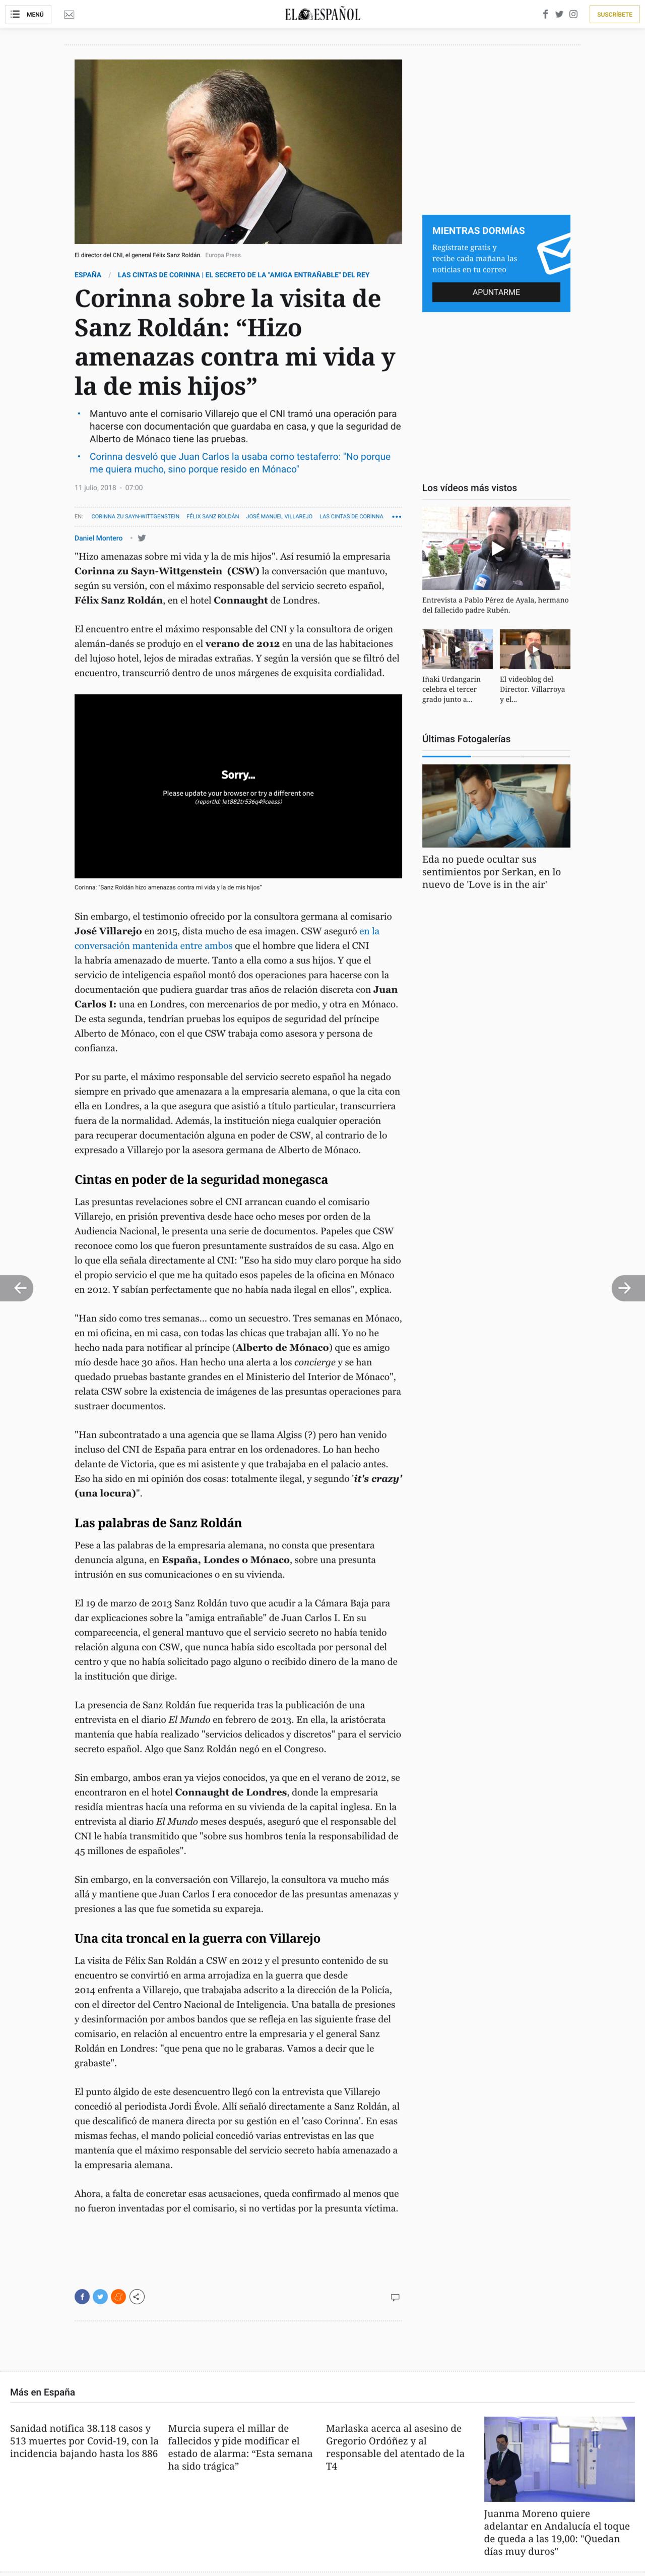 MENÚ
EL ESPAÑOL
SUSCRÍBETE
El director del CNI, el general Félix Sanz Roldán. Europa Press
ESPAÑA / LAS CINTAS DE CORINNA | EL SECRETO DE LA "AMIGA ENTRAÑABLE" DEL REY
Corinna sobre la visita de
Sanz Roldán: “Hizo
amenazas contra mi vida y
la de mis hijos”
• Mantuvo ante el comisario Villarejo que el CNI tramó una operación para
hacerse con documentación que guardaba en casa, y que la seguridad de
Alberto de Mónaco tiene las pruebas.
• Corinna desveló que Juan Carlos la usaba como testaferro: "No porque
me quiera mucho, sino porque resido en Mónaco"
11 julio, 2018 - 07:00
EN: CORINNA ZU SAYN-WITTGENSTEIN FÉLIX SANZ ROLDÁN JOSÉ MANUEL VILLAREJO LAS CINTAS DE CORINNA
Daniel Montero
"Hizo amenazas sobre mi vida y la de mis hijos". Así resumió la empresaria
Corinna zu Sayn-Wittgenstein (CSW) la conversación que mantuvo,
según su versión, con el máximo responsable del servicio secreto español,
Félix Sanz Roldán, en el hotel Connaught de Londres.
El encuentro entre el máximo responsable del CNI y la consultora de origen
alemán-danés se produjo en el verano de 2012 en una de las habitaciones
del lujoso hotel, lejos de miradas extrañas. Y según la versión que se filtró del
encuentro, transcurrió dentro de unos márgenes de exquisita cordialidad.
Sorry...
Please update your browser or try a different one
(reportId: 1et882tr536q49ceess)
Corinna: "Sanz Roldán hizo amenazas contra mi vida y la de mis hijos"
Sin embargo, el testimonio ofrecido por la consultora germana al comisario
José Villarejo en 2015, dista mucho de esa imagen. CSW aseguró en la
conversación mantenida entre ambos que el hombre que lidera el CNI
la habría amenazado de muerte. Tanto a ella como a sus hijos. Y que el
servicio de inteligencia español montó dos operaciones para hacerse con la
documentación que pudiera guardar tras años de relación discreta con Juan
Carlos I: una en Londres, con mercenarios de por medio, y otra en Mónaco.
De esta segunda, tendrían pruebas los equipos de seguridad del príncipe
Alberto de Mónaco, con el que CSW trabaja como asesora y persona de
confianza.
Por su parte, el máximo responsable del servicio secreto español ha negado
siempre en privado que amenazara a la empresaria alemana, o que la cita con
ella en Londres, a la que asegura que asistió a título particular, transcurriera
fuera de la normalidad. Además, la institución niega cualquier operación
para recuperar documentación alguna en poder de CSW, al contrario de lo
expresado a Villarejo por la asesora germana de Alberto de Mónaco.
Cintas en poder de la seguridad monegasca
Las presuntas revelaciones sobre el CNI arrancan cuando el comisario
Villarejo, en prisión preventiva desde hace ocho meses por orden de la
Audiencia Nacional, le presenta una serie de documentos. Papeles que CSW
reconoce como los que fueron presuntamente sustraídos de su casa. Algo en
lo que ella señala directamente al CNI: "Eso ha sido muy claro porque ha sido
el propio servicio el que me ha quitado esos papeles de la oficina en Mónaco
en 2012. Y sabían perfectamente que no había nada ilegal en ellos", explica.
"Han sido como tres semanas... como un secuestro. Tres semanas en Mónaco,
en mi oficina, en mi casa, con todas las chicas que trabajan allí. Yo no he
hecho nada para notificar al príncipe (Alberto de Mónaco) que es amigo
mío desde hace 30 años. Han hecho una alerta a los concierge y se han
quedado pruebas bastante grandes en el Ministerio del Interior de Mónaco",
relata CSW sobre la existencia de imágenes de las presuntas operaciones para
sustraer documentos.
"Han subcontratado a una agencia que se llama Algiss (?) pero han venido
incluso del CNI de España para entrar en los ordenadores. Lo han hecho
delante de Victoria, que es mi asistente y que trabajaba en el palacio antes.
Eso ha sido en mi opinión dos cosas: totalmente ilegal, y segundo 'it's crazy'
(una locura)".
Las palabras de Sanz Roldán
Pese a las palabras de la empresaria alemana, no consta que presentara
denuncia alguna, en España, Londes o Mónaco, sobre una presunta
intrusión en sus comunicaciones o en su vivienda.
El 19 de marzo de 2013 Sanz Roldán tuvo que acudir a la Cámara Baja para
dar explicaciones sobre la "amiga entrañable" de Juan Carlos I. En su
comparecencia, el general mantuvo que el servicio secreto no había tenido
relación alguna con CSW, que nunca había sido escoltada por personal del
centro y que no había solicitado pago alguno o recibido dinero de la mano de
la institución que dirige.
La presencia de Sanz Roldán fue requerida tras la publicación de una
entrevista en el diario El Mundo en febrero de 2013. En ella, la aristócrata
mantenía que había realizado "servicios delicados y discretos" para el servicio
secreto español. Algo que Sanz Roldán negó en el Congreso.
Sin embargo, ambos eran ya viejos conocidos, ya que en el verano de 2012, se
encontraron en el hotel Connaught de Londres, donde la empresaria
residía mientras hacía una reforma en su vivienda de la capital inglesa. En la
entrevista al diario El Mundo meses después, aseguró que el responsable del
CNI le había transmitido que "sobre sus hombros tenía la responsabilidad de
45 millones de españoles".
Sin embargo, en la conversación con Villarejo, la consultora va mucho más
allá y mantiene que Juan Carlos I era conocedor de las presuntas amenazas y
presiones a las que fue sometida su expareja.
Una cita troncal en la guerra con Villarejo
La visita de Félix San Roldán a CSW en 2012 y el presunto contenido de su
encuentro se convirtió en arma arrojadiza en la guerra que desde
2014 enfrenta a Villarejo, que trabajaba adscrito a la dirección de la Policía,
con el director del Centro Nacional de Inteligencia. Una batalla de presiones
y desinformación por ambos bandos que se refleja en las siguiente frase del
comisario, en relación al encuentro entre la empresaria y el general Sanz
Roldán en Londres: "que pena que no le grabaras. Vamos a decir que le
grabaste".
El punto álgido de este desencuentro llegó con la entrevista que Villarejo
concedió al periodista Jordi Évole. Allí señaló directamente a Sanz Roldán, al
que descalificó de manera directa por su gestión en el 'caso Corinna'. En esas
mismas fechas, el mando policial concedió varias entrevistas en las que
mantenía que el máximo responsable del servicio secreto había amenazado a
la empresaria alemana.
Ahora, a falta de concretar esas acusaciones, queda confirmado al menos que
no fueron inventadas por el comisario, si no vertidas por la presunta víctima.
MIENTRAS DORMÍAS
Regístrate gratis y
recibe cada mañana las
noticias en tu correo
APUNTARME
Los vídeos más vistos
Entrevista a Pablo Pérez de Ayala, hermano
del fallecido padre Rubén.
Iñaki Urdangarin
celebra el tercer
grado junto a...
El videoblog del
Director. Villarroya
y el...
Últimas Fotogalerías
Eda no puede ocultar sus
sentimientos por Serkan, en lo
nuevo de 'Love is in the air'
Más en España
Sanidad notifica 38.118 casos y
513 muertes por Covid-19, con la
incidencia bajando hasta los 886
Murcia supera el millar de
fallecidos y pide modificar el
estado de alarma: “Esta semana
ha sido trágica”
Marlaska acerca al asesino de
Gregorio Ordóñez y al
responsable del atentado de la
T4
Juanma Moreno quiere
adelantar en Andalucía el toque
de queda a las 19,00: "Quedan
días muy duros"